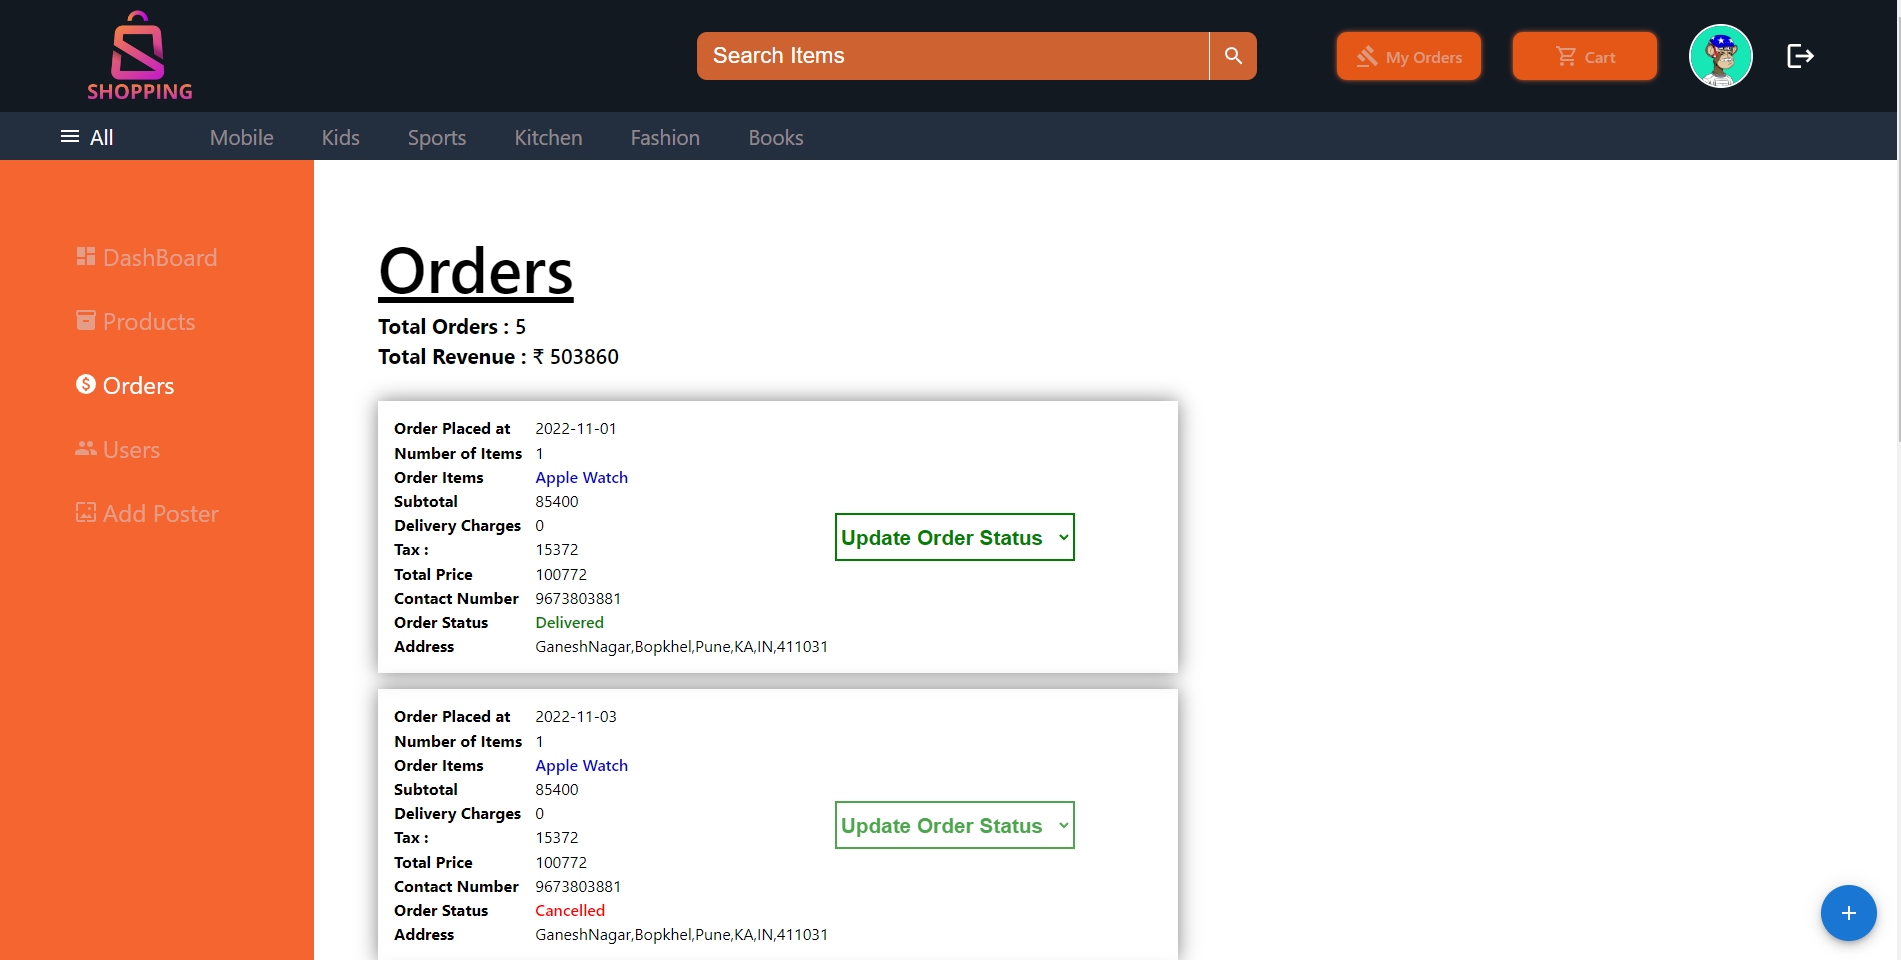 SHOPPING
Search Items
My Orders
Cart
All Mobile Kids Sports Kitchen Fashion Books
DashBoard
Products
Orders
Users
Add Poster
Orders
Total Orders : 5
Total Revenue : ₹ 503860
Order Placed at 2022-11-01
Number of Items 1
Order Items Apple Watch
Subtotal 85400
Delivery Charges 0
Tax : 15372
Total Price 100772
Contact Number 9673803881
Order Status Delivered
Address GaneshNagar,Bopkhel,Pune,KA,IN,411031
Update Order Status
Order Placed at 2022-11-03
Number of Items 1
Order Items Apple Watch
Subtotal 85400
Delivery Charges 0
Tax : 15372
Total Price 100772
Contact Number 9673803881
Order Status Cancelled
Address GaneshNagar,Bopkhel,Pune,KA,IN,411031
Update Order Status